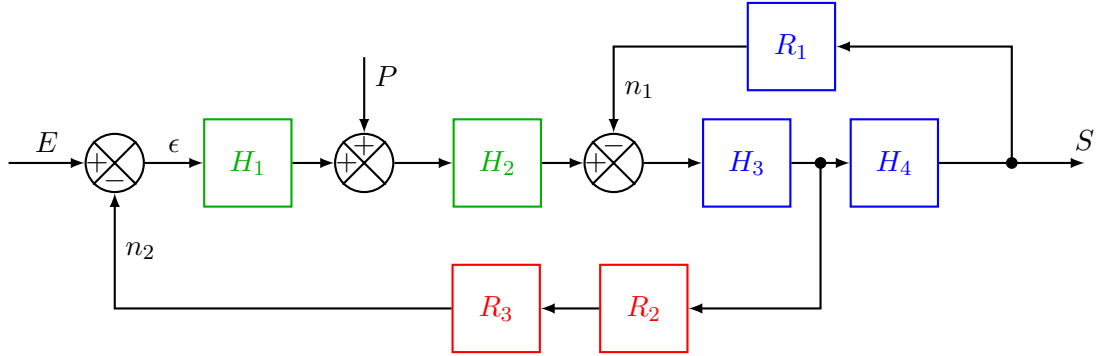 R₁
P
n₁
E
+
−
ϵ
H₁
+
+
H₂
+
−
H₃
H₄
S
n₂
R₃
R₂